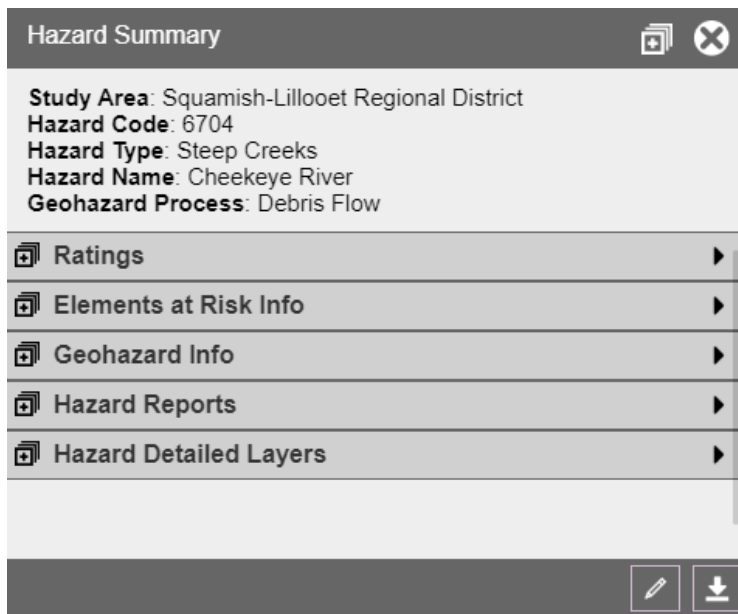 Hazard Summary
Study Area: Squamish-Lillooet Regional District
Hazard Code: 6704
Hazard Type: Steep Creeks
Hazard Name: Cheekeye River
Geohazard Process: Debris Flow
Ratings
Elements at Risk Info
Geohazard Info
Hazard Reports
Hazard Detailed Layers